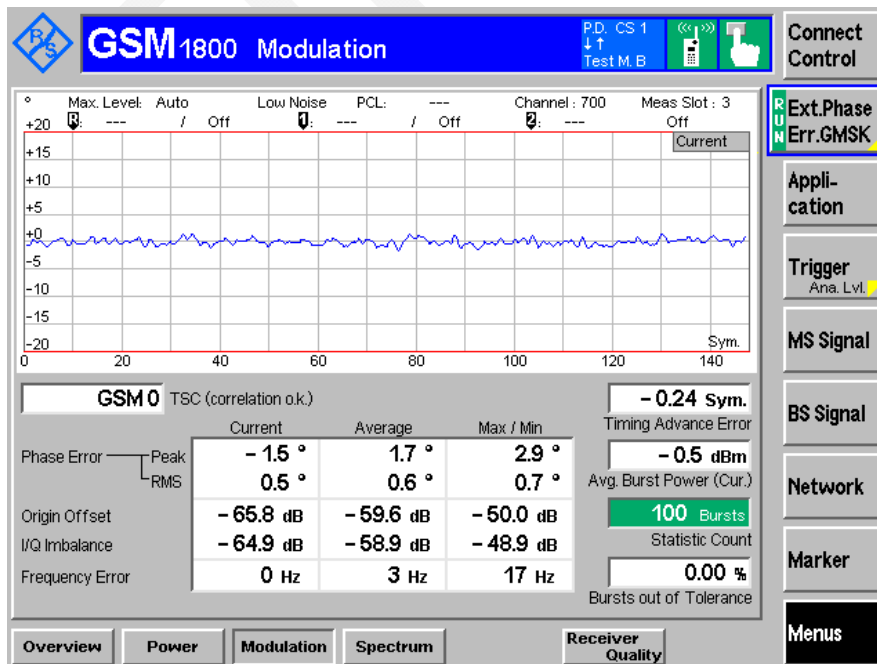 R&S
GSM 1800 Modulation
P.D. CS 1
Test M. B
Connect Control
° Max. Level: Auto Low Noise PCL: --- Channel : 700 Meas Slot : 3
R: --- / Off 1: --- / Off 2: --- Off
Current
+20
+15
+10
+5
+0
-5
-10
-15
-20
Sym.
0 20 40 60 80 100 120 140
RUN
Ext.Phase Err.GMSK
Appli-
cation
Trigger
Ana. Lvl.
MS Signal
BS Signal
Network
Marker
Menus
GSM 0 TSC (correlation o.k.)
Current Average Max / Min
Phase Error Peak - 1.5 ° 1.7 ° 2.9 °
RMS 0.5 ° 0.6 ° 0.7 °
Origin Offset - 65.8 dB - 59.6 dB - 50.0 dB
I/Q Imbalance - 64.9 dB - 58.9 dB - 48.9 dB
Frequency Error 0 Hz 3 Hz 17 Hz
- 0.24 Sym.
Timing Advance Error
- 0.5 dBm
Avg. Burst Power (Cur.)
100 Bursts
Statistic Count
0.00 %
Bursts out of Tolerance
Overview Power Modulation Spectrum Receiver Quality